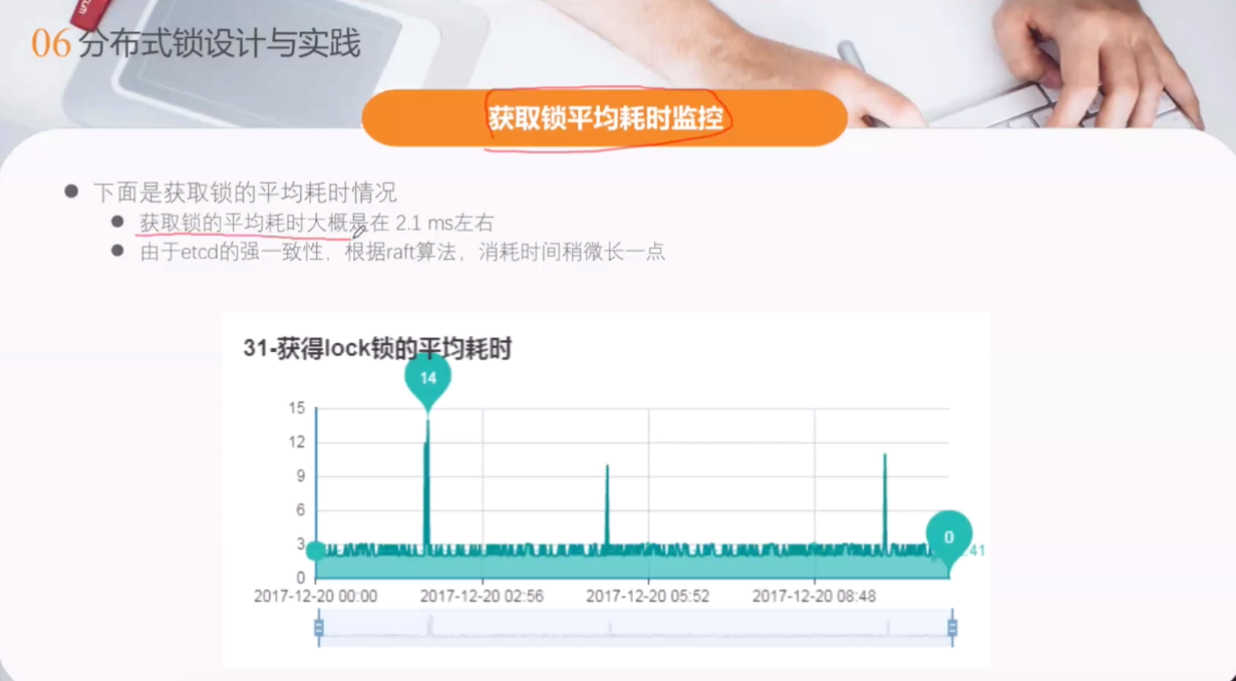 06 分布式锁设计与实践
获取锁平均耗时监控
下面是获取锁的平均耗时情况
获取锁的平均耗时大概是在 2.1 ms左右
由于etcd的强一致性，根据raft算法，消耗时间稍微长一点
31-获得lock锁的平均耗时
14
15
12
9
6
3
0
0
:41
2017-12-20 00:00
2017-12-20 02:56
2017-12-20 05:52
2017-12-20 08:48